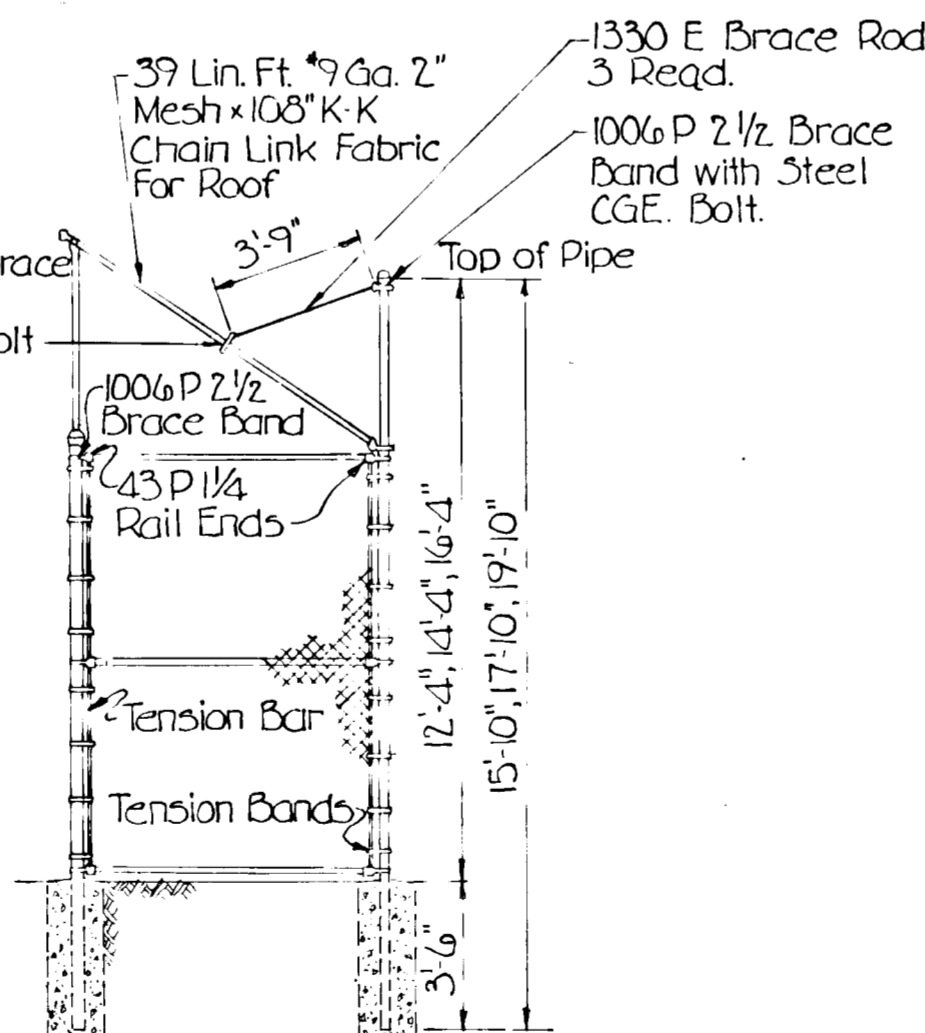 39 Lin. Ft. #9 Ga. 2"
Mesh x 108" K-K
Chain Link Fabric
For Roof
1330 E Brace Rod
3 Reqd.
1006 P 2 1/2 Brace
Band with Steel
CGE. Bolt.
3'-9"
Top of Pipe
race
olt
1006 P 2 1/2
Brace Band
43 P 1 1/4
Rail Ends
12'-4", 14'-4", 16'-4"
15'-10", 17'-10", 19'-10"
Tension Bar
Tension Bands
3'-6"